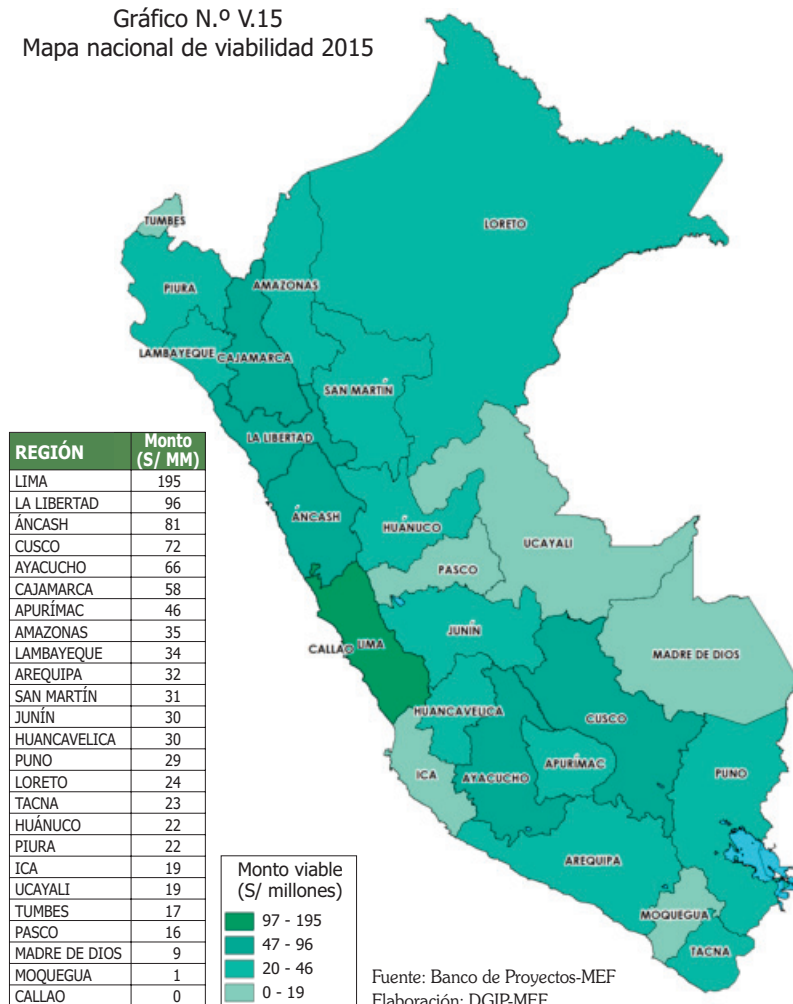 Gráfico N.º V.15
Mapa nacional de viabilidad 2015
LORETO
TUMBES
AMAZONAS
PIURA
LAMBAYEQUE
CAJAMARCA
SAN MARTÍN
LA LIBERTAD
ÁNCASH
HUÁNUCO
UCAYALI
PASCO
JUNÍN
CALLAO
LIMA
MADRE DE DIOS
HUANCAVELICA
CUSCO
ICA
AYACUCHO
APURÍMAC
PUNO
AREQUIPA
MOQUEGUA
TACNA
REGIÓN Monto (S/ MM)
LIMA 195
LA LIBERTAD 96
ÁNCASH 81
CUSCO 72
AYACUCHO 66
CAJAMARCA 58
APURÍMAC 46
AMAZONAS 35
LAMBAYEQUE 34
AREQUIPA 32
SAN MARTÍN 31
JUNÍN 30
HUANCAVELICA 30
PUNO 29
LORETO 24
TACNA 23
HUÁNUCO 22
PIURA 22
ICA 19
UCAYALI 19
TUMBES 17
PASCO 16
MADRE DE DIOS 9
MOQUEGUA 1
CALLAO 0
Monto viable
(S/ millones)
97 - 195
47 - 96
20 - 46
0 - 19
Fuente: Banco de Proyectos-MEF
Elaboración: DGIP-MEF